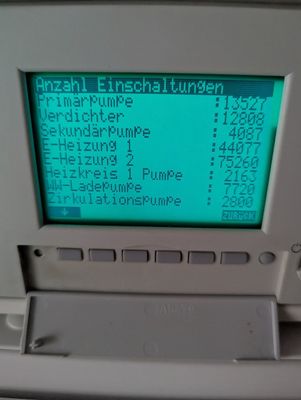 Anzahl Einschaltungen
Primärpumpe :13527
Verdichter :12808
Sekundärpumpe : 4087
E-Heizung 1 :44077
E-Heizung 2 :75260
Heizkreis 1 Pumpe : 2163
WW-Ladepumpe : 7720
Zirkulationspumpe : 2800
ZURÜCK